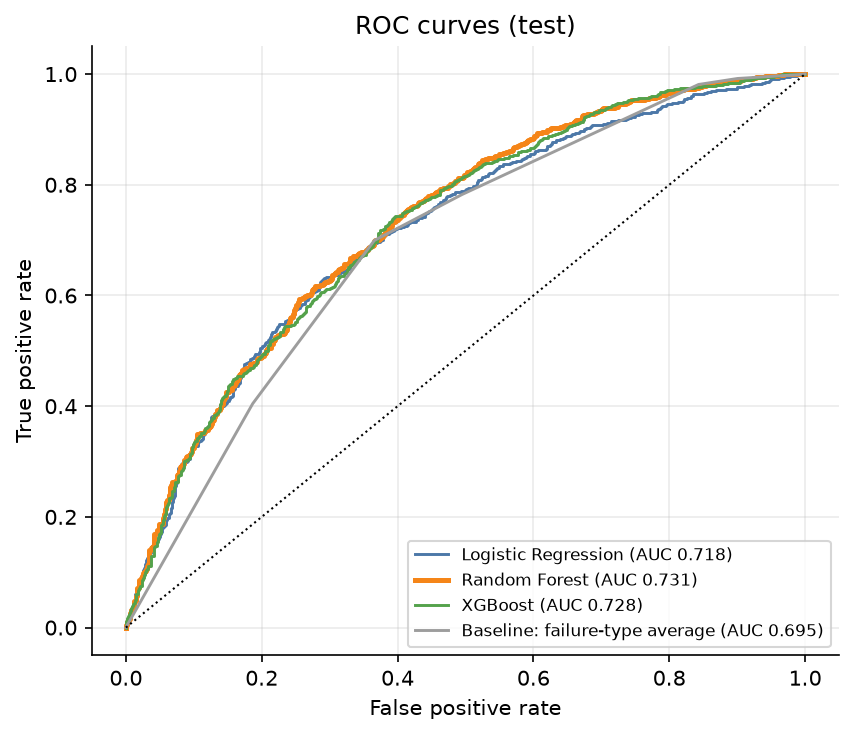 ROC curves (test)
True positive rate
1.0
0.8
0.6
0.4
0.2
0.0
0.0 0.2 0.4 0.6 0.8 1.0
False positive rate
Logistic Regression (AUC 0.718)
Random Forest (AUC 0.731)
XGBoost (AUC 0.728)
Baseline: failure-type average (AUC 0.695)